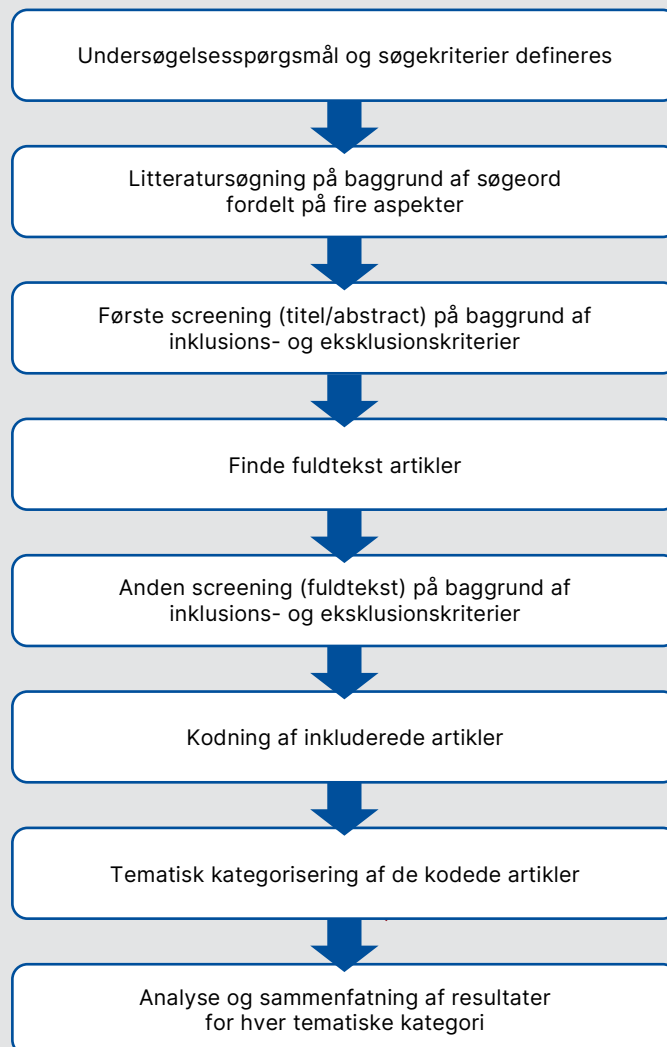 Undersøgelsesspørgsmål og søgekriterier defineres
Litteratursøgning på baggrund af søgeord
fordelt på fire aspekter
Første screening (titel/abstract) på baggrund af
inklusions- og eksklusionskriterier
Finde fuldtekst artikler
Anden screening (fuldtekst) på baggrund af
inklusions- og eksklusionskriterier
Kodning af inkluderede artikler
Tematisk kategorisering af de kodede artikler
Analyse og sammenfatning af resultater
for hver tematiske kategori